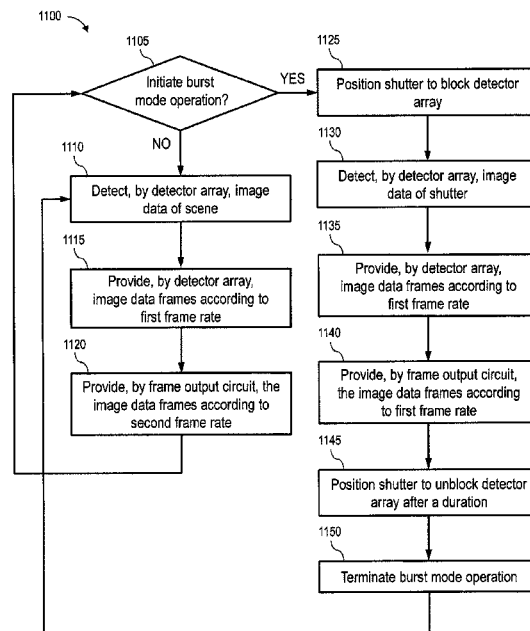 1100
1105
Initiate burst
mode operation?
YES
NO
1110
Detect, by detector array, image
data of scene
1115
Provide, by detector array,
image data frames according to
first frame rate
1120
Provide, by frame output circuit, the
image data frames according to
second frame rate
1125
Position shutter to block detector
array
1130
Detect, by detector array, image
data of shutter
1135
Provide, by detector array,
image data frames according to
first frame rate
1140
Provide, by frame output circuit,
the image data frames according
to first frame rate
1145
Position shutter to unblock detector
array after a duration
1150
Terminate burst mode operation